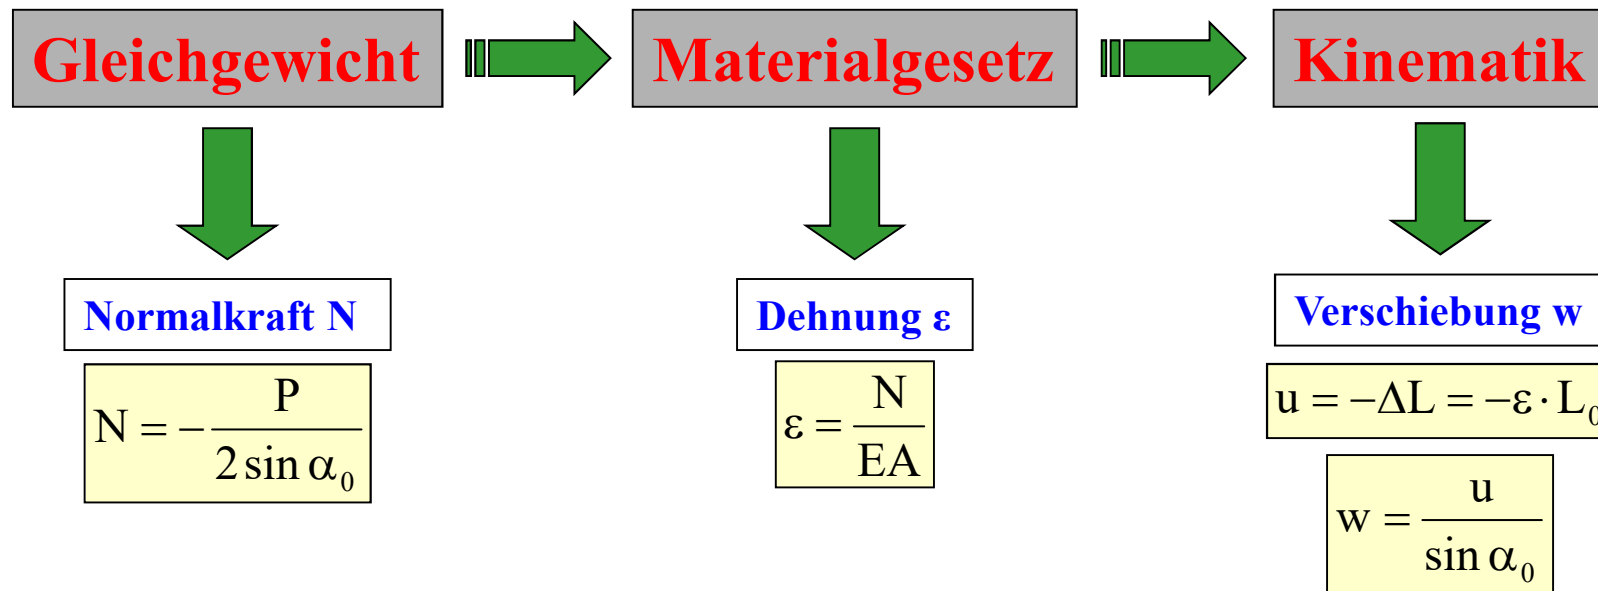 Gleichgewicht Materialgesetz Kinematik
Normalkraft N Dehnung ε Verschiebung w
N = − P / (2 sin α₀)
ε = N / EA
u = −ΔL = −ε · L₀
w = u / sin α₀